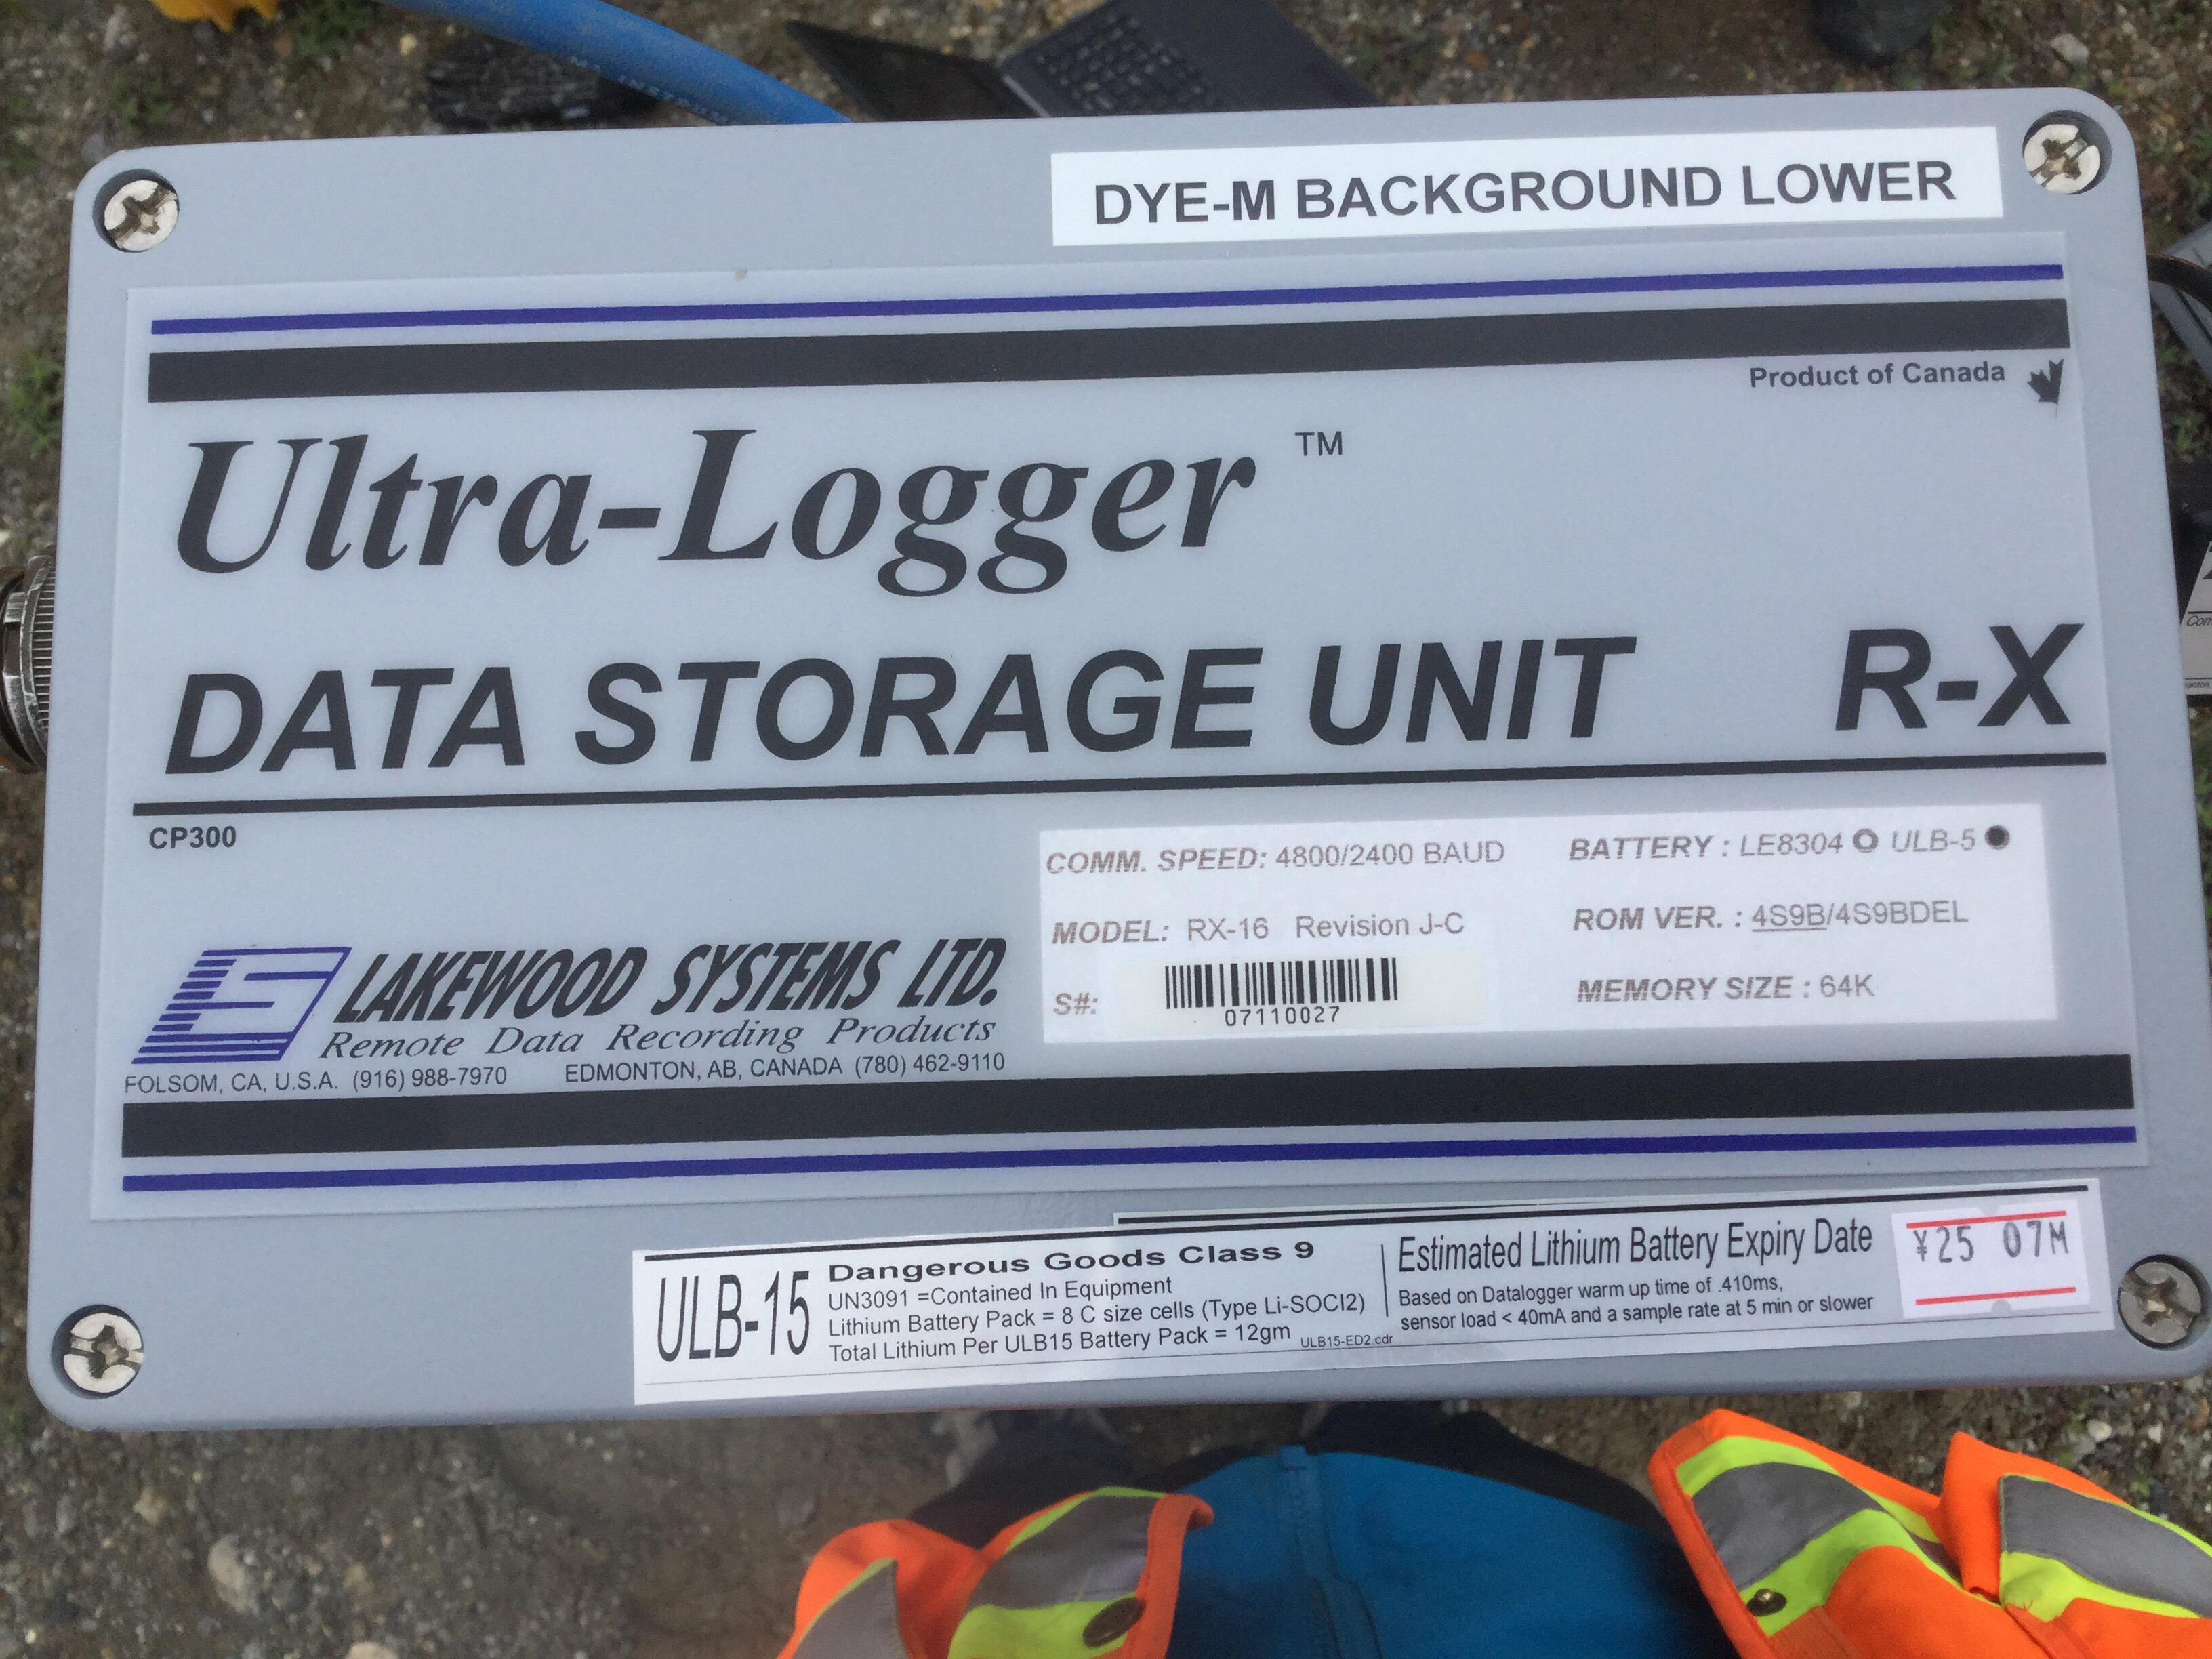 DYE-M BACKGROUND LOWER
Product of Canada
Ultra-Logger ™
DATA STORAGE UNIT R-X
CP300
COMM. SPEED: 4800/2400 BAUD
BATTERY : LE8304 ULB-5
MODEL: RX-16 Revision J-C
ROM VER. : 4S9B/4S9BDEL
S#:
07110027
MEMORY SIZE : 64K
LAKEWOOD SYSTEMS LTD.
Remote Data Recording Products
FOLSOM, CA, U.S.A. (916) 988-7970 EDMONTON, AB, CANADA (780) 462-9110
ULB-15
Dangerous Goods Class 9
UN3091 =Contained In Equipment
Lithium Battery Pack = 8 C size cells (Type Li-SOCl2)
Total Lithium Per ULB15 Battery Pack = 12gm ULB15-ED2.cdr
Estimated Lithium Battery Expiry Date
Based on Datalogger warm up time of .410ms,
sensor load < 40mA and a sample rate at 5 min or slower
¥25 07M